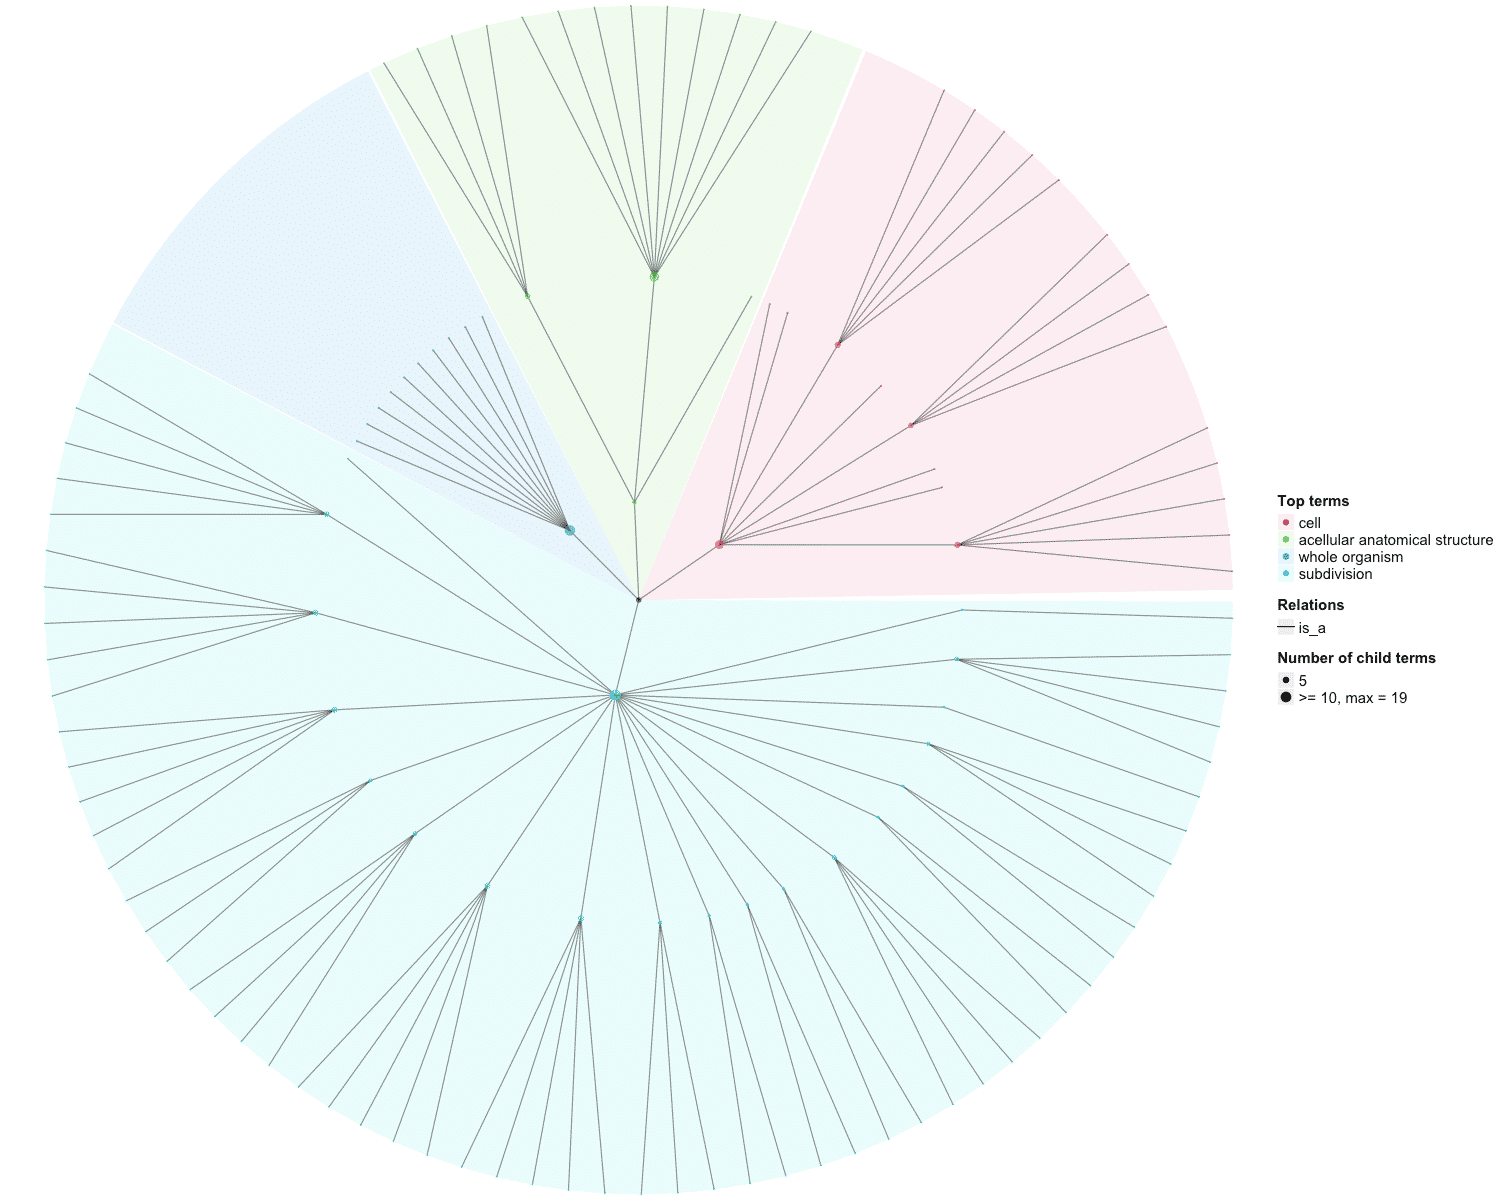 Top terms
cell
acellular anatomical structure
whole organism
subdivision
Relations
is_a
Number of child terms
5
>= 10, max = 19